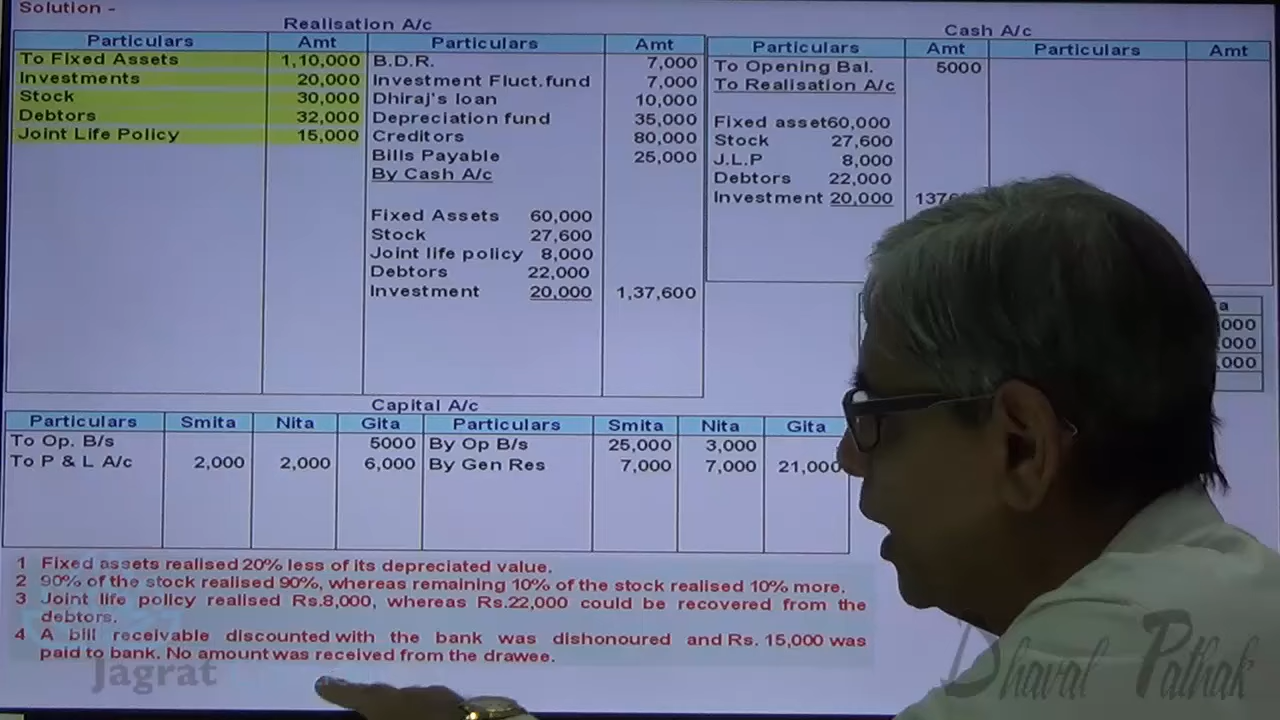 Solution -
Realisation A/c
Particulars Amt Particulars Amt
To Fixed Assets 1,10,000 B.D.R. 7,000
Investments 20,000 Investment Fluct.fund 7,000
Stock 30,000 Dhiraj's loan 10,000
Debtors 32,000 Depreciation fund 35,000
Joint Life Policy 15,000 Creditors 80,000
Bills Payable 25,000
By Cash A/c
Fixed Assets 60,000
Stock 27,600
Joint life policy 8,000
Debtors 22,000
Investment 20,000 1,37,600
Cash A/c
Particulars Amt Particulars Amt
To Opening Bal. 5000
To Realisation A/c
Fixed asset60,000
Stock 27,600
J.L.P 8,000
Debtors 22,000
Investment 20,000
a
000
000
,000
Capital A/c
Particulars Smita Nita Gita Particulars Smita Nita Gita
To Op. B/s 5000 By Op B/s 25,000 3,000
To P & L A/c 2,000 2,000 6,000 By Gen Res 7,000 7,000 21,000
1 Fixed assets realised 20% less of its depreciated value.
2 90% of the stock realised 90%, whereas remaining 10% of the stock realised 10% more.
3 Joint life policy realised Rs.8,000, whereas Rs.22,000 could be recovered from the
debtors.
4 A bill receivable discounted with the bank was dishonoured and Rs. 15,000 was
paid to bank. No amount was received from the drawee.
Jagrat
Dhaval Pathak